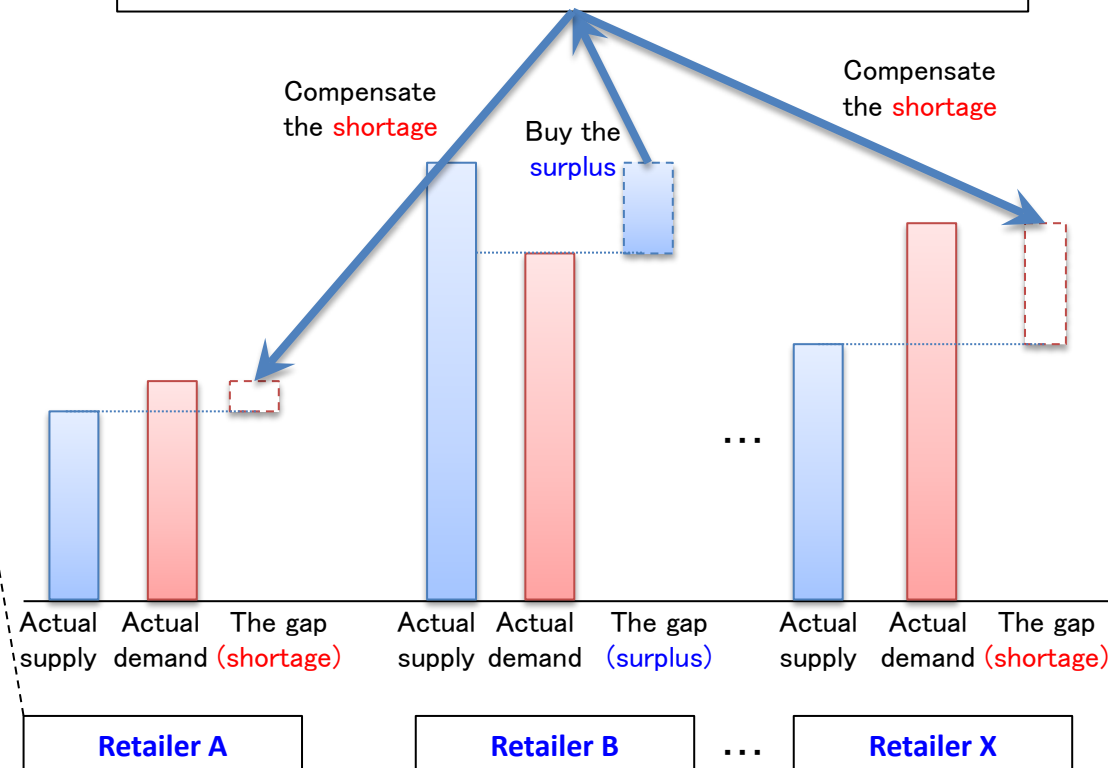 Compensate
the shortage
Buy the
surplus
Compensate
the shortage
...
Actual
supply
Actual
demand
The gap
(shortage)
Actual
supply
Actual
demand
The gap
(surplus)
Actual
supply
Actual
demand
The gap
(shortage)
Retailer A
Retailer B
...
Retailer X